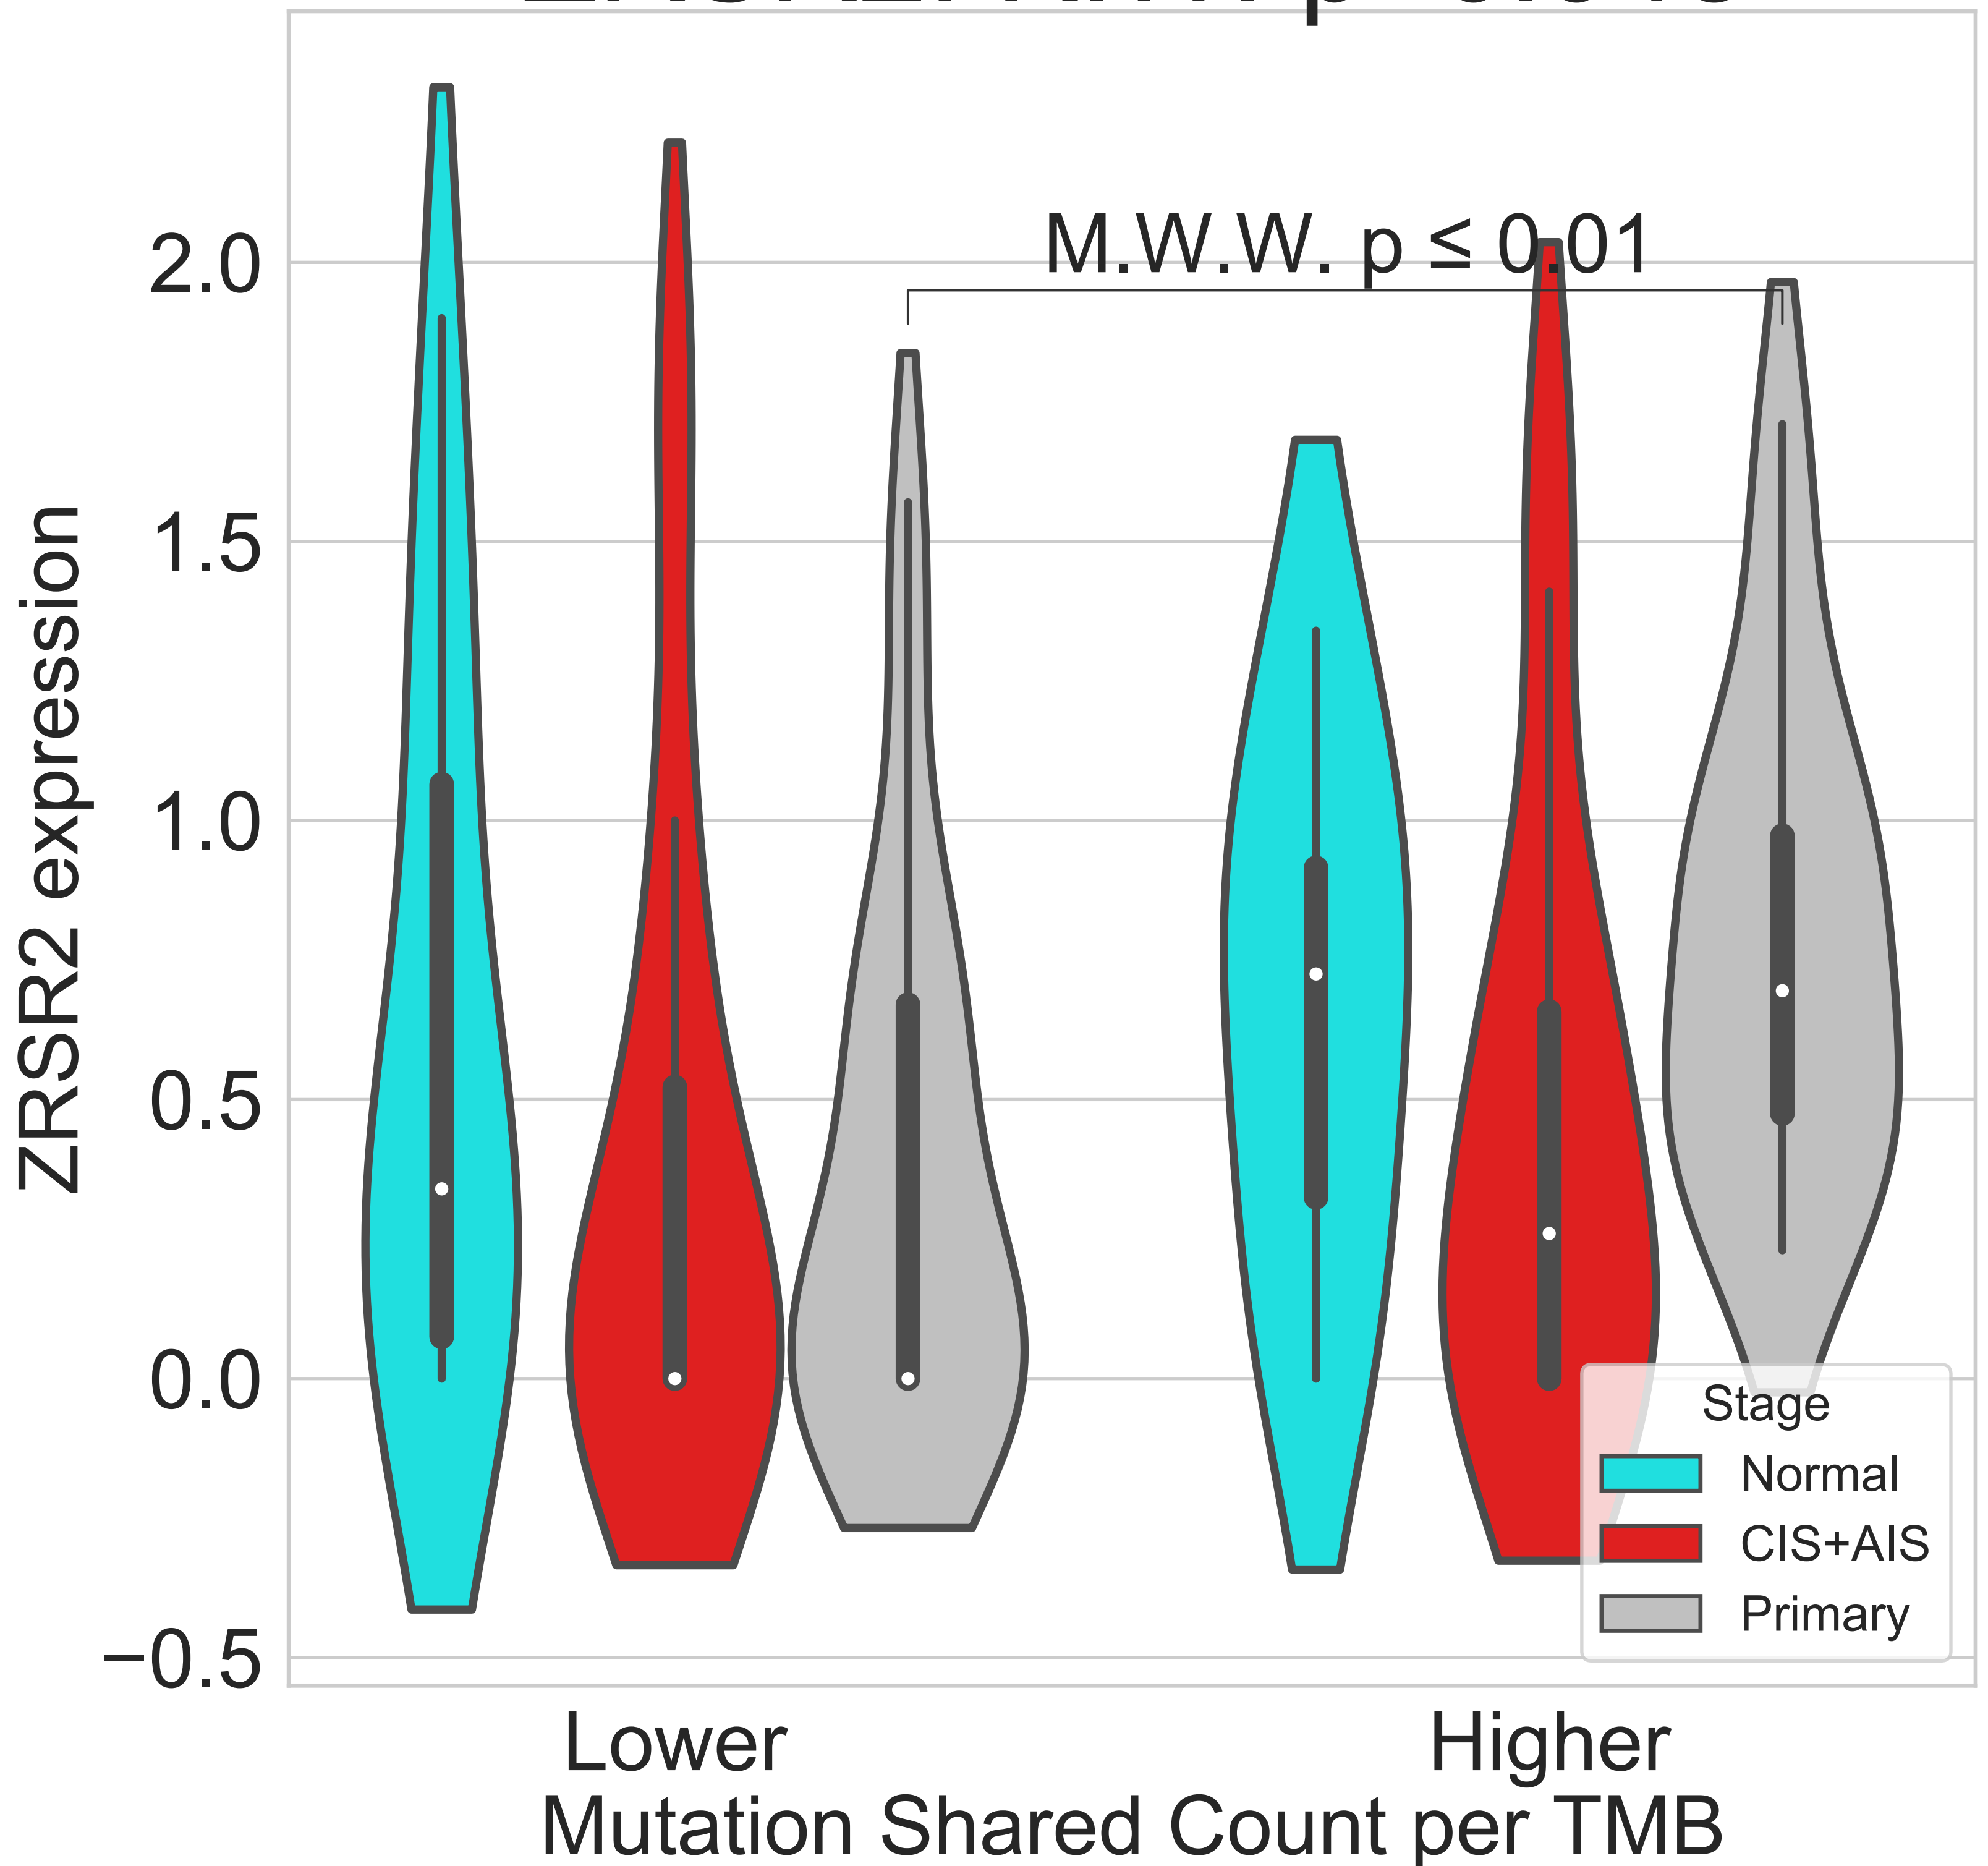 M.W.W. p ≤ 0.01
ZRSR2 expression
2.0
1.5
1.0
0.5
0.0
−0.5
Stage
Normal
CIS+AIS
Primary
Lower
Higher
Mutation Shared Count per TMB